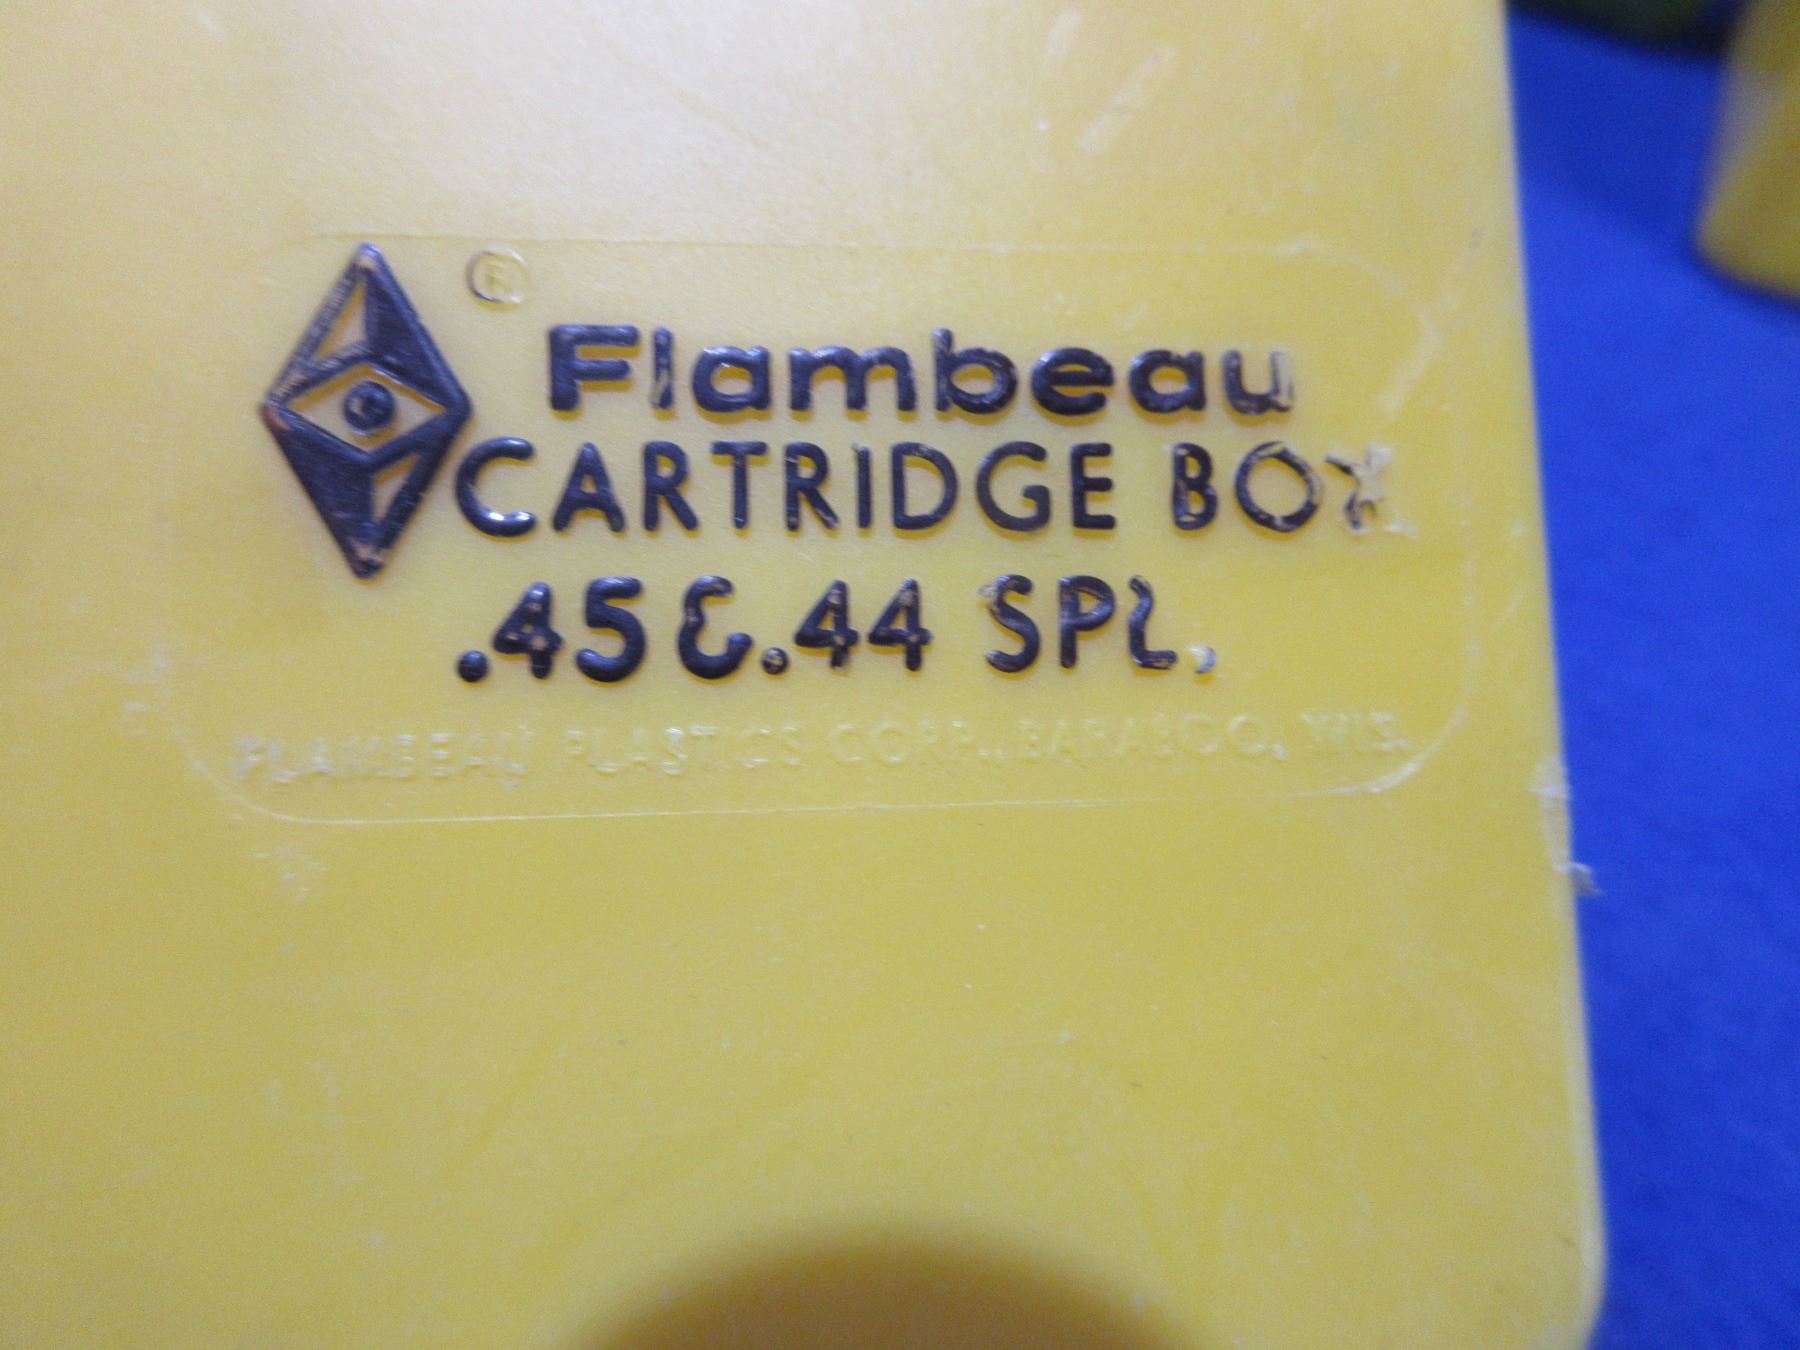 ®
Flambeau
CARTRIDGE BOX
.45 & .44 SPL.
FLAMBEAU PLASTICS CORP., BARABOO, WIS.